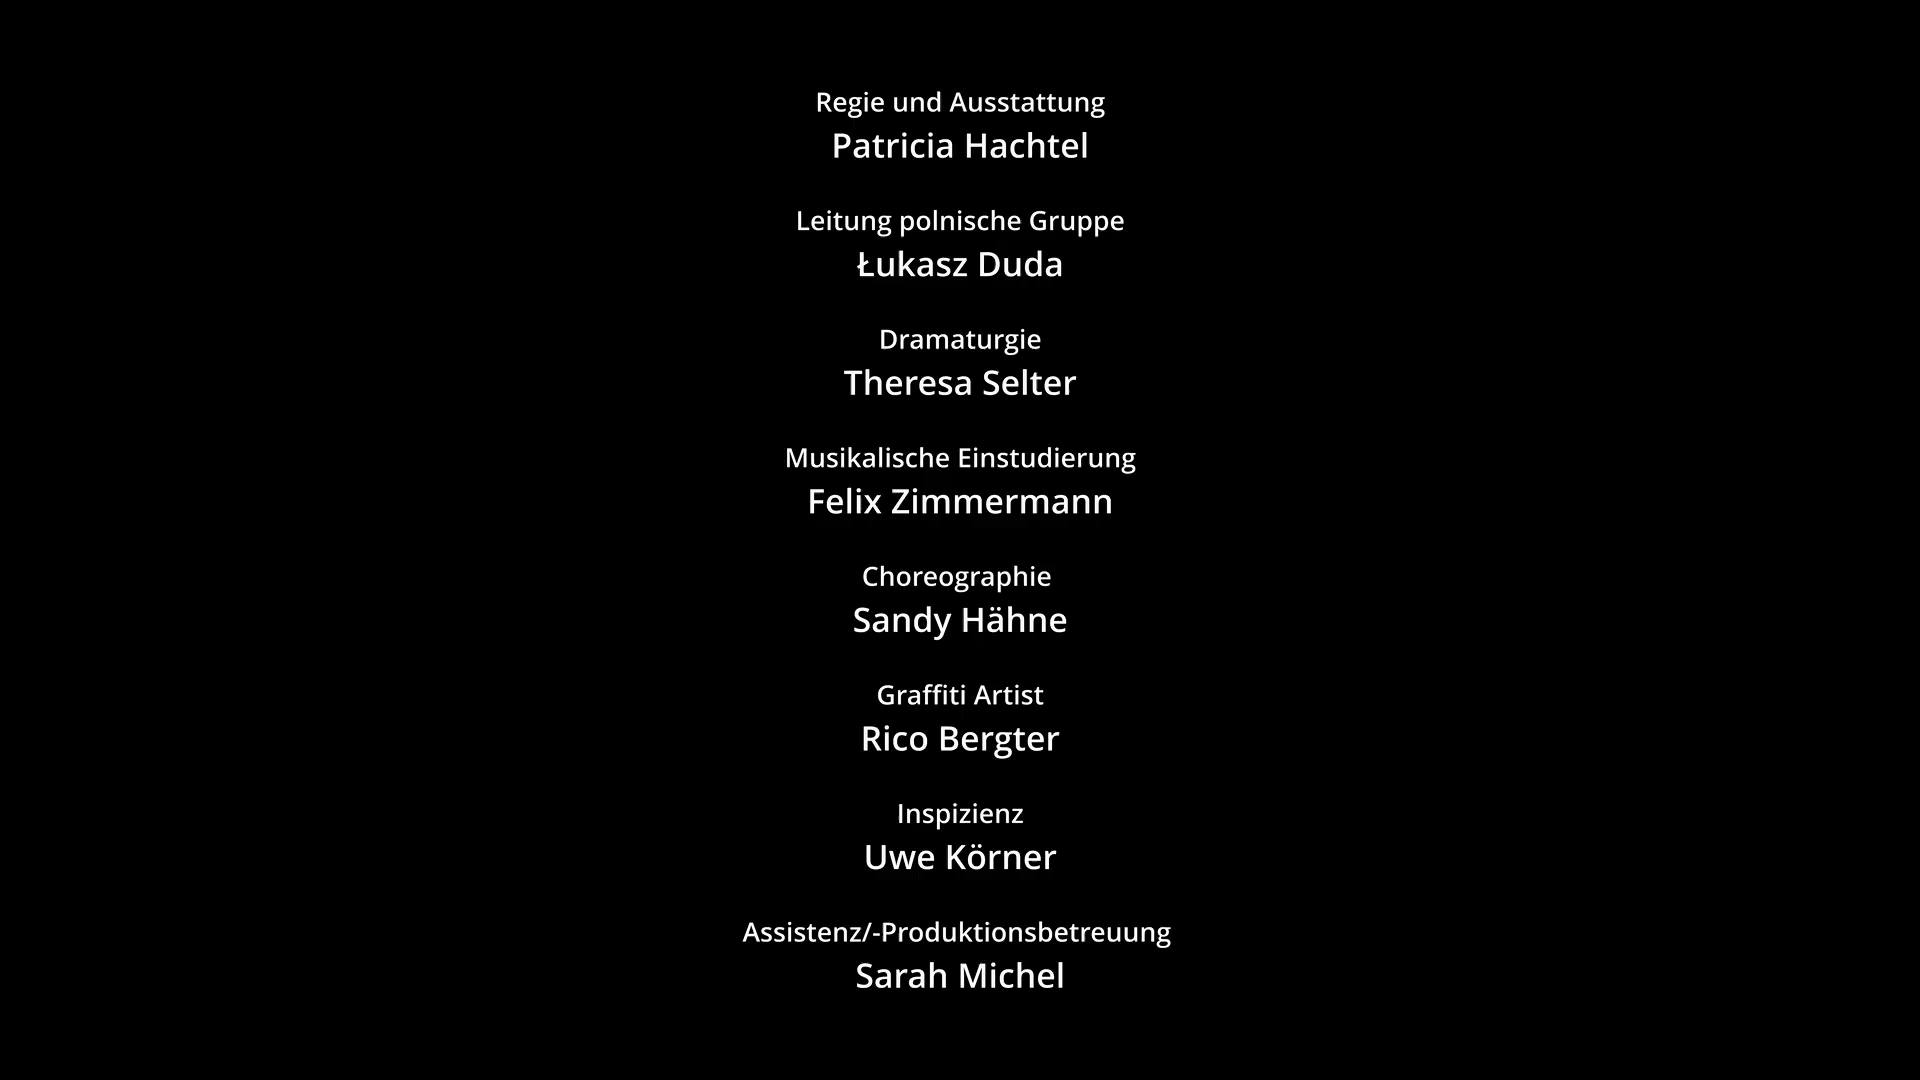 Regie und Ausstattung
Patricia Hachtel
Leitung polnische Gruppe
Łukasz Duda
Dramaturgie
Theresa Selter
Musikalische Einstudierung
Felix Zimmermann
Choreographie
Sandy Hähne
Graffiti Artist
Rico Bergter
Inspizienz
Uwe Körner
Assistenz/-Produktionsbetreuung
Sarah Michel